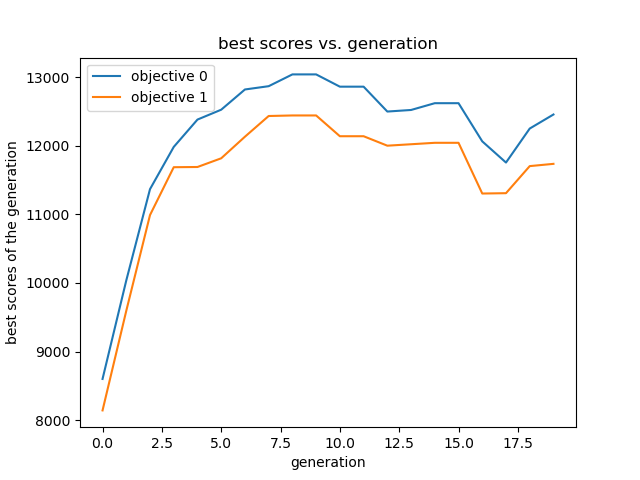 best scores vs. generation
objective 0
objective 1
best scores of the generation
13000
12000
11000
10000
9000
8000
0.0 2.5 5.0 7.5 10.0 12.5 15.0 17.5
generation